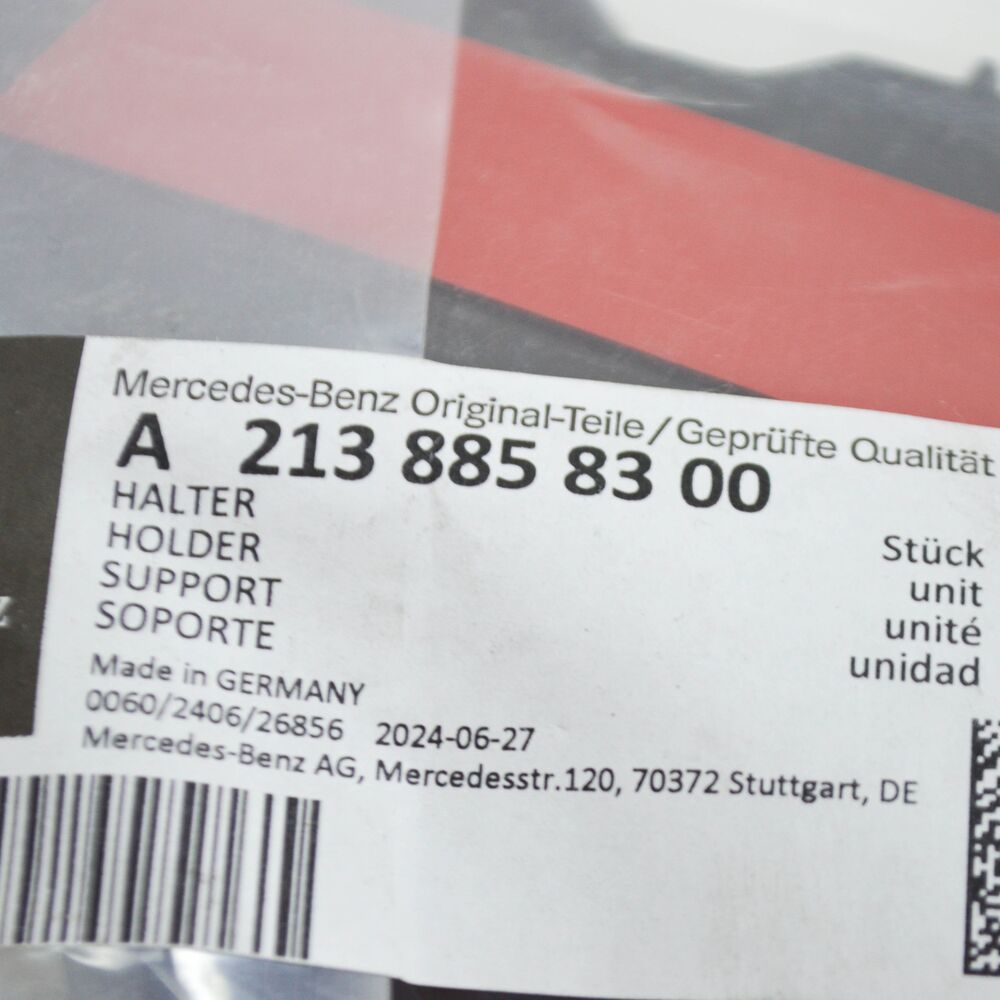 Mercedes-Benz Original-Teile/Geprüfte Qualität
A 213 885 83 00
HALTER
HOLDER
SUPPORT
SOPORTE
Stück
unit
unité
unidad
Made in GERMANY
0060/2406/26856 2024-06-27
Mercedes-Benz AG, Mercedesstr.120, 70372 Stuttgart, DE